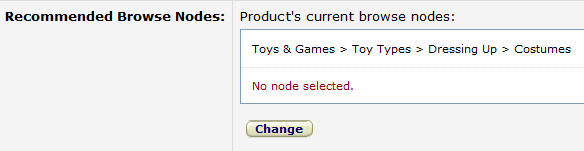 Recommended Browse Nodes:
Product's current browse nodes:
Toys & Games > Toy Types > Dressing Up > Costumes
No node selected.
Change